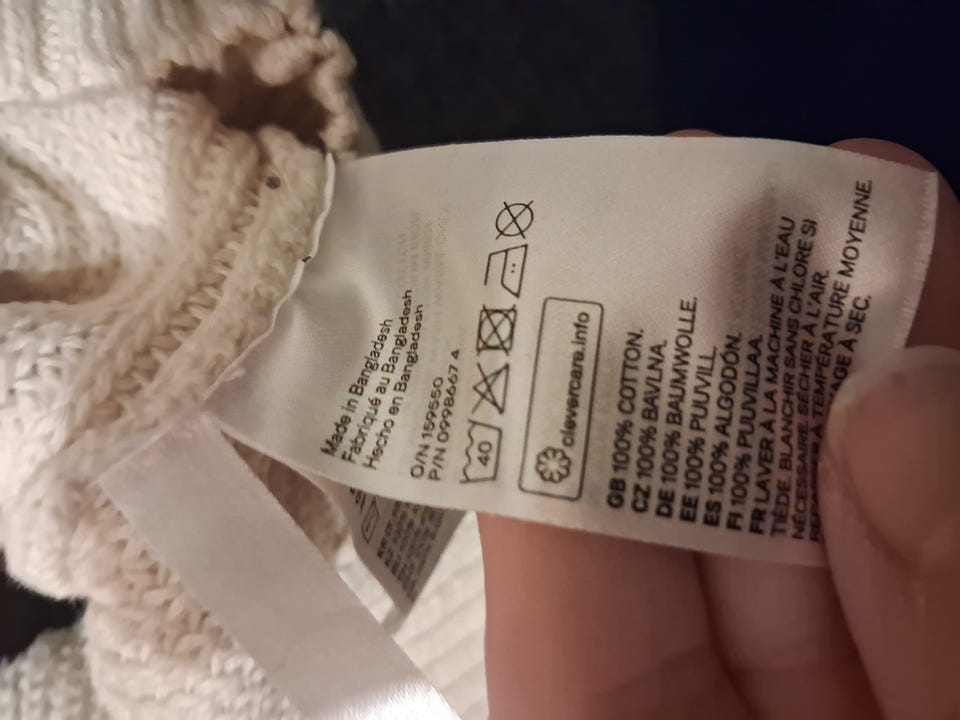 Made in Bangladesh
Fabriqué au Bangladesh
Hecho en Bangladesh
O/N 159550
P/N 0998667 4
40
clevercare.info
GB 100% COTTON.
CZ 100% BAVLNA.
DE 100% BAUMWOLLE.
EE 100% PUUVILL
ES 100% ALGODÓN.
FI 100% PUUVILLAA.
FR LAVER À LA MACHINE À L'EAU
TIÈDE. BLANCHIR SANS CHLORE SI
NÉCESSAIRE. SÉCHER À L'AIR.
À TEMPÉRATURE MOYENNE.
À SEC.